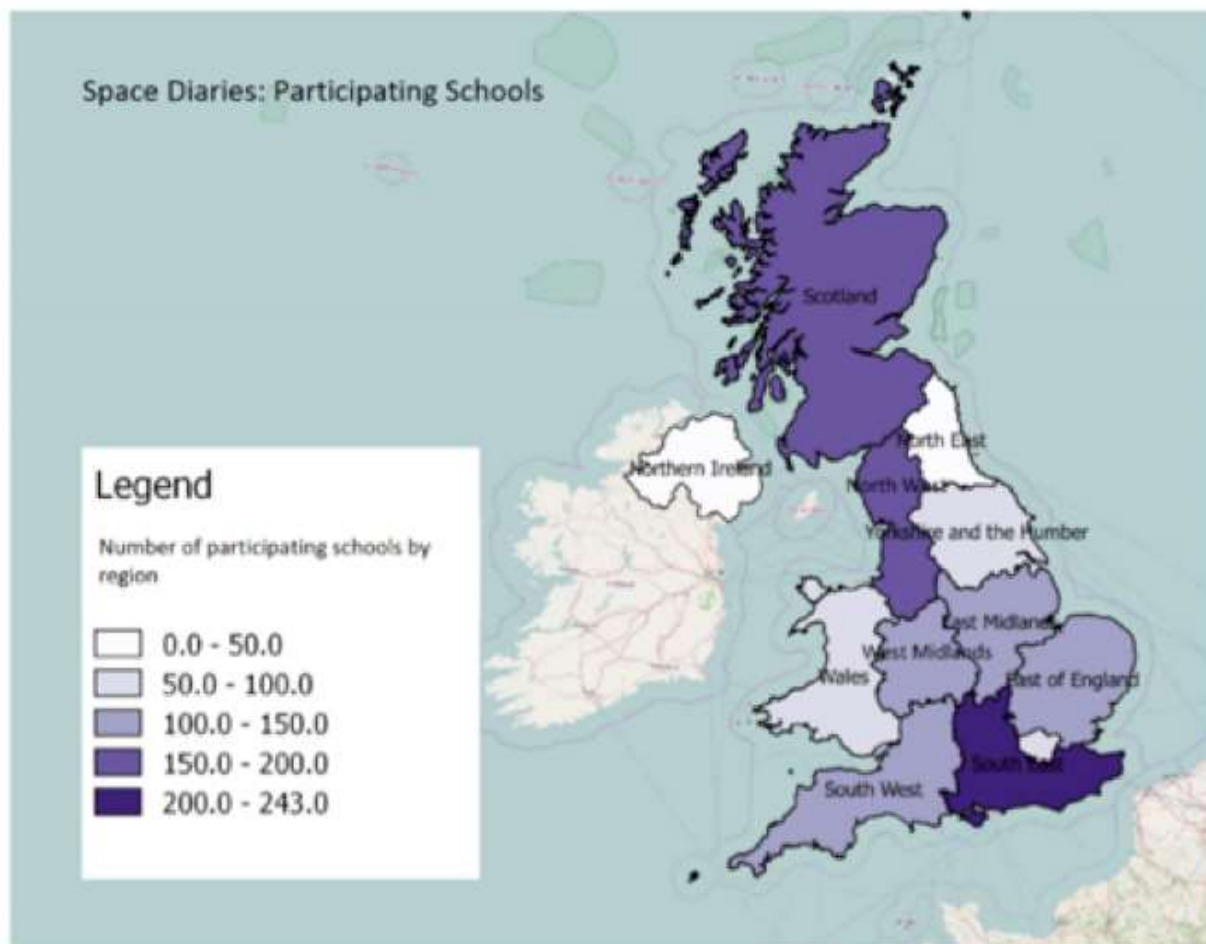 Space Diaries: Participating Schools
Scotland
North East
Northern Ireland
North West
Yorkshire and the Humber
East Midlands
West Midlands
Wales
East of England
South East
South West
Legend
Number of participating schools by
region
0.0 - 50.0
50.0 - 100.0
100.0 - 150.0
150.0 - 200.0
200.0 - 243.0